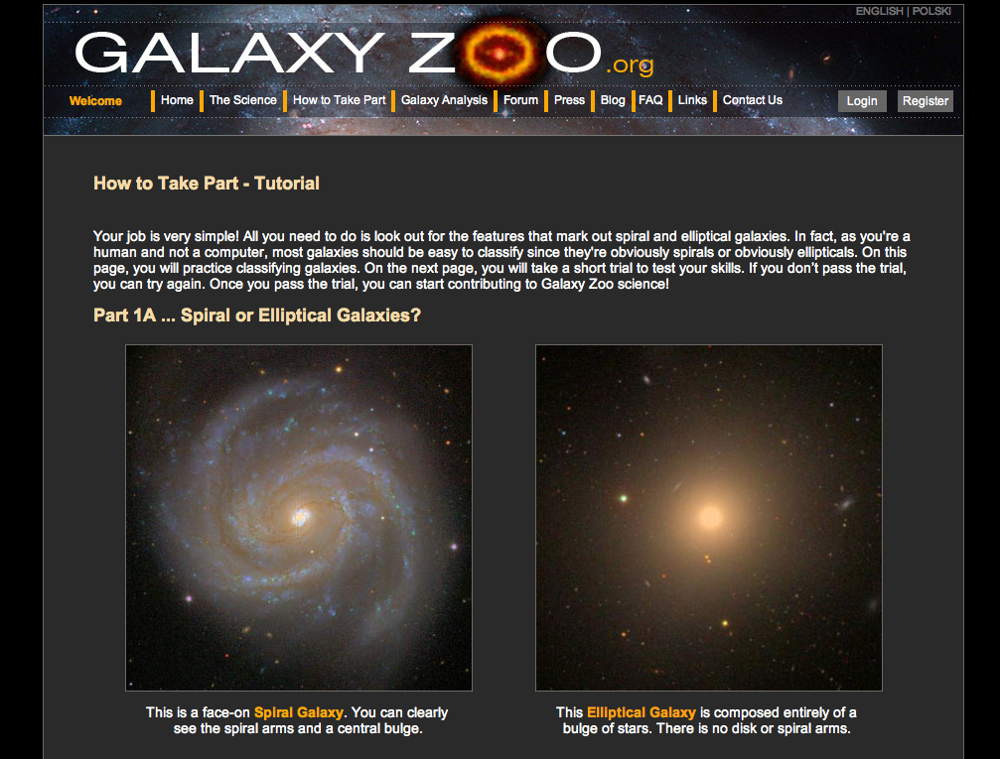 ENGLISH | POLSKI
GALAXY ZOO.org
Welcome
Home
The Science
How to Take Part
Galaxy Analysis
Forum
Press
Blog
FAQ
Links
Contact Us
Login
Register
How to Take Part - Tutorial
Your job is very simple! All you need to do is look out for the features that mark out spiral and elliptical galaxies. In fact, as you're a
human and not a computer, most galaxies should be easy to classify since they're obviously spirals or obviously ellipticals. On this
page, you will practice classifying galaxies. On the next page, you will take a short trial to test your skills. If you don't pass the trial,
you can try again. Once you pass the trial, you can start contributing to Galaxy Zoo science!
Part 1A ... Spiral or Elliptical Galaxies?
This is a face-on Spiral Galaxy. You can clearly
see the spiral arms and a central bulge.
This Elliptical Galaxy is composed entirely of a
bulge of stars. There is no disk or spiral arms.